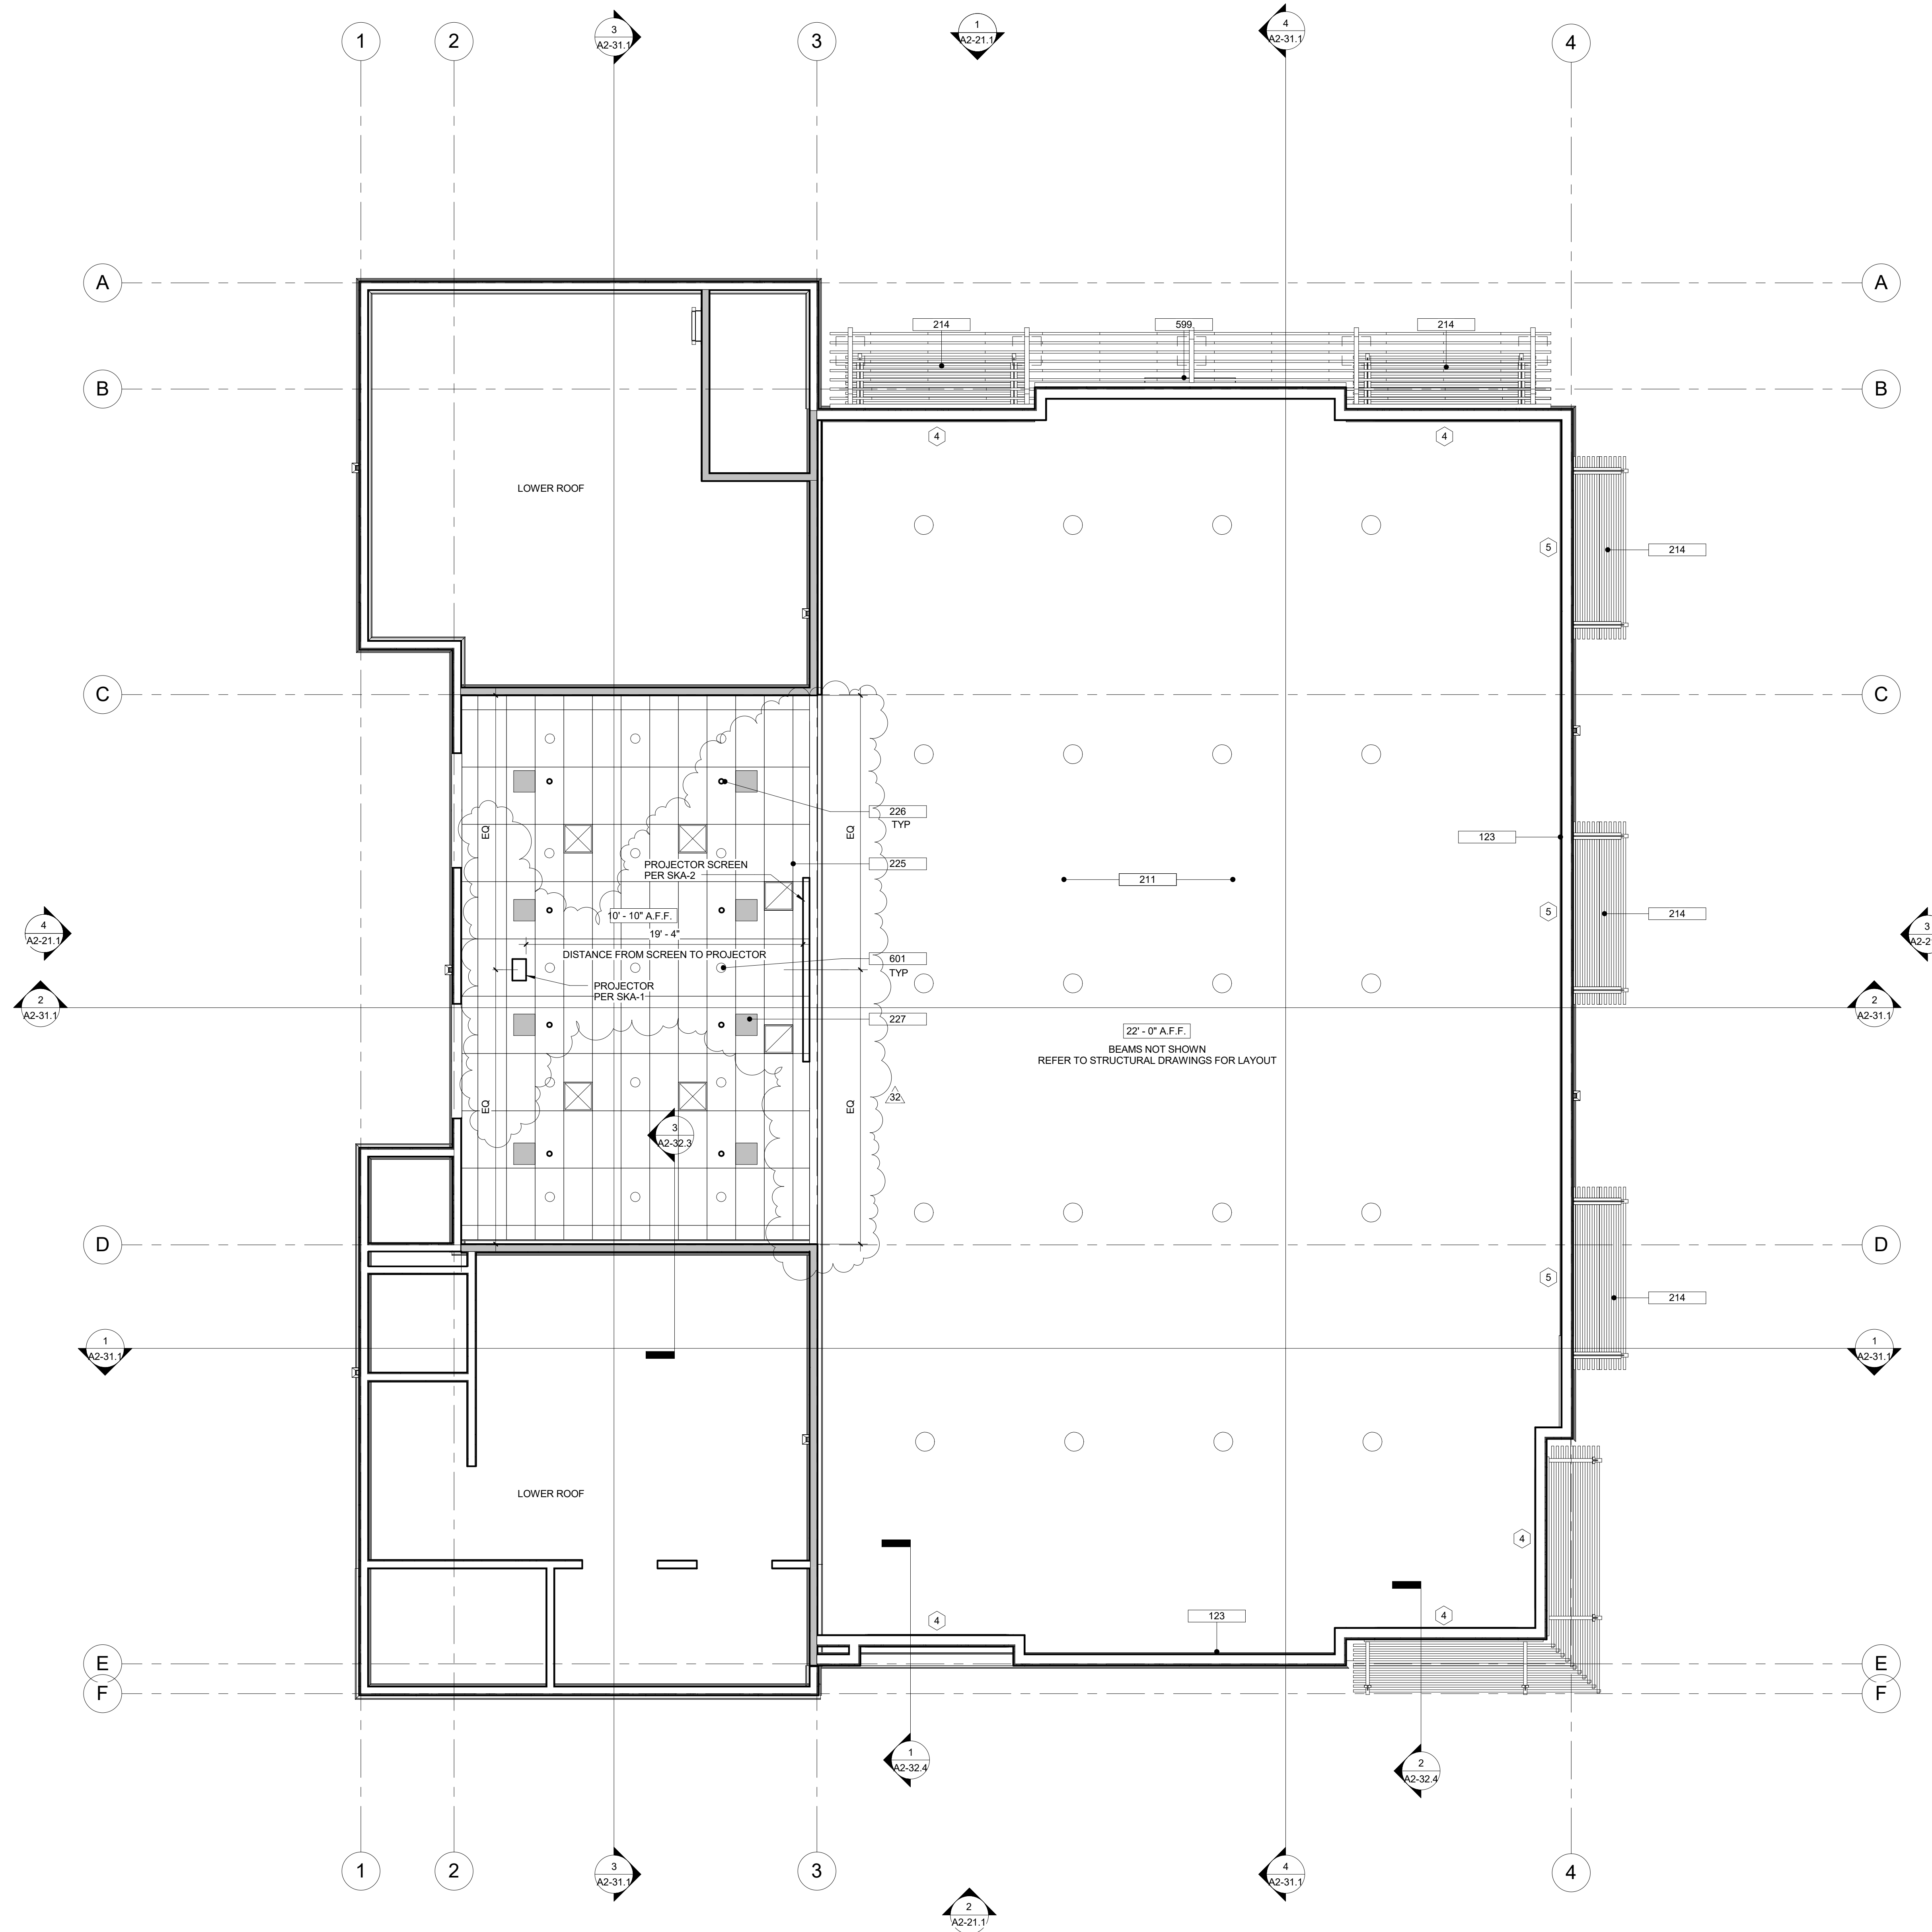 1
2
3
A2-31.1
3
1
A2-21.1
4
A2-31.1
4
A
A
214
599
214
B
B
4
4
LOWER ROOF
5
214
C
C
226
TYP
EQ
EQ
123
PROJECTOR SCREEN
PER SKA-2
225
211
10' - 10" A.F.F.
5
214
4
A2-21.1
19' - 4"
3
DISTANCE FROM SCREEN TO PROJECTOR
601
TYP
PROJECTOR
PER SKA-1
2
A2-31.1
2
A2-31.1
227
22' - 0" A.F.F.
BEAMS NOT SHOWN
REFER TO STRUCTURAL DRAWINGS FOR LAYOUT
32
EQ
EQ
3
A2-32.3
D
D
5
214
1
A2-31.1
1
A2-31.1
LOWER ROOF
4
4
123
4
E
E
F
F
1
A2-32.4
2
A2-32.4
1
2
3
A2-31.1
3
4
A2-31.1
4
2
A2-21.1